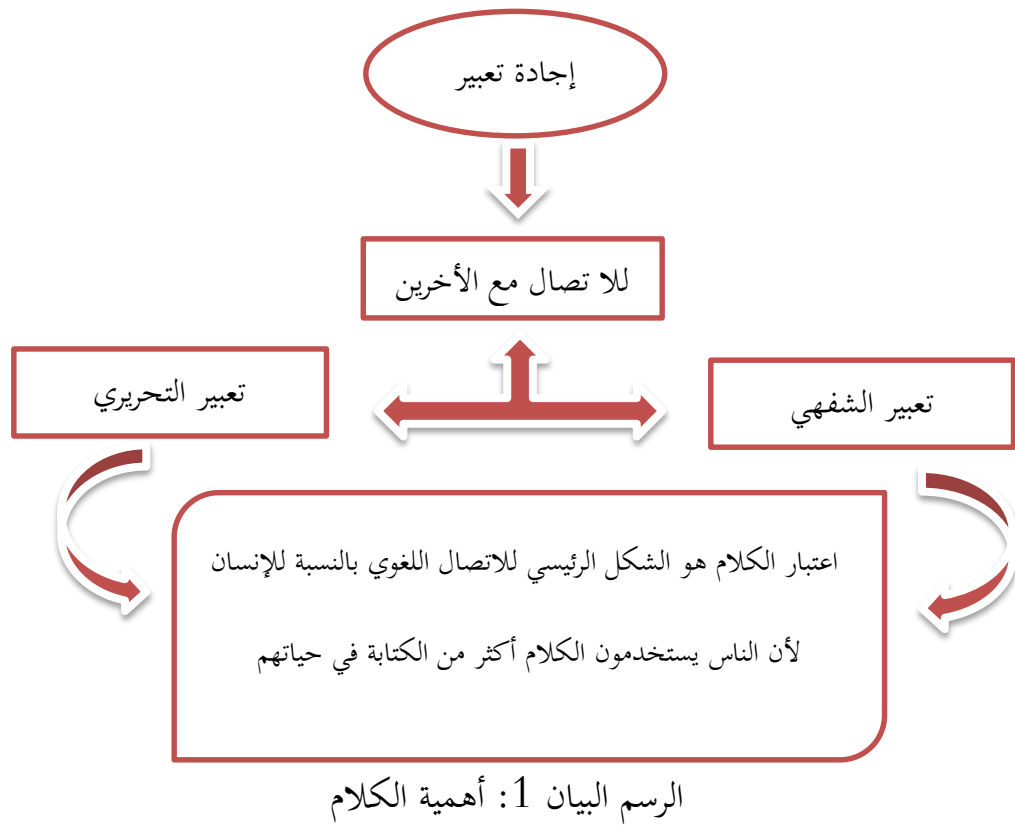 إجادة تعبير
للا تصال مع الأخرين
تعبير الشفهي
تعبير التحريري
اعتبار الكلام هو الشكل الرئيسي للاتصال اللغوي بالنسبة للإنسان
لأن الناس يستخدمون الكلام أكثر من الكتابة في حياتهم
الرسم البيان 1: أهمية الكلام